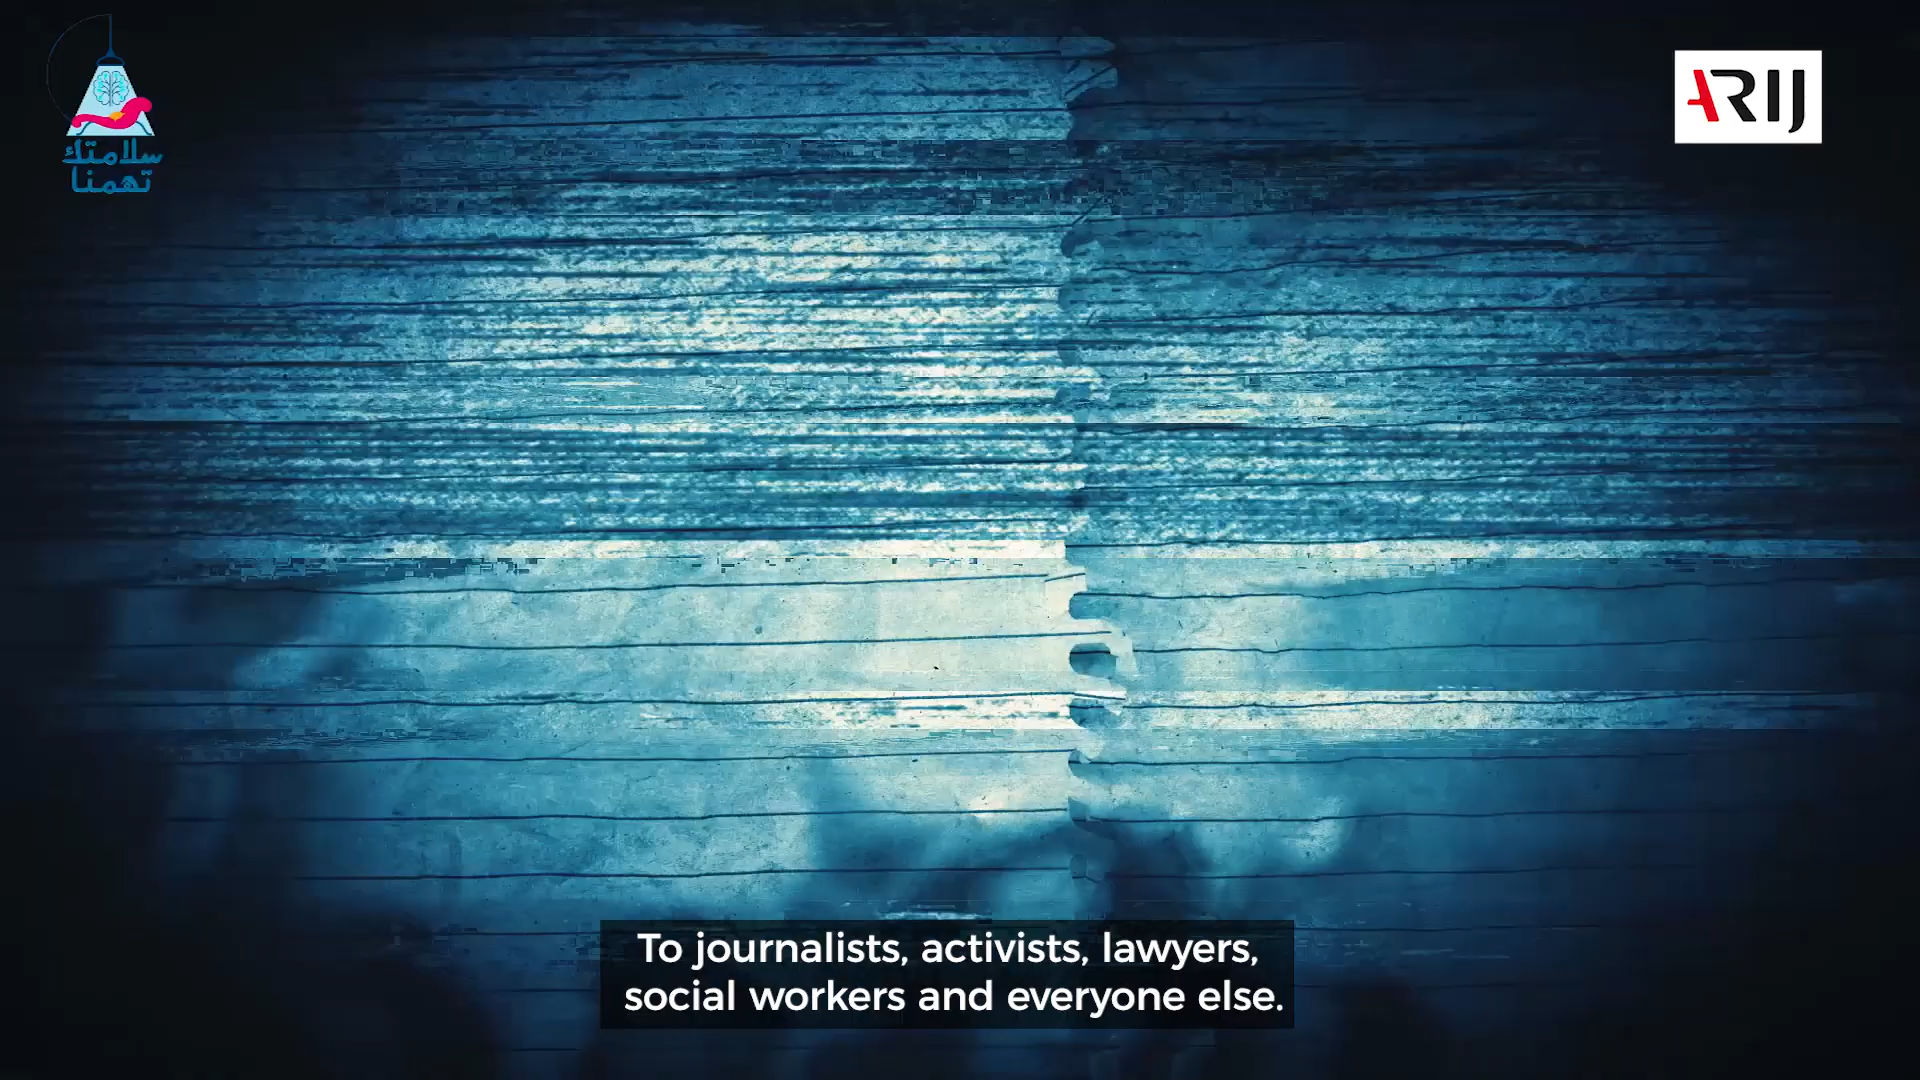 سلامتك
تهمنا
ARIJ
To journalists, activists, lawyers,
social workers and everyone else.